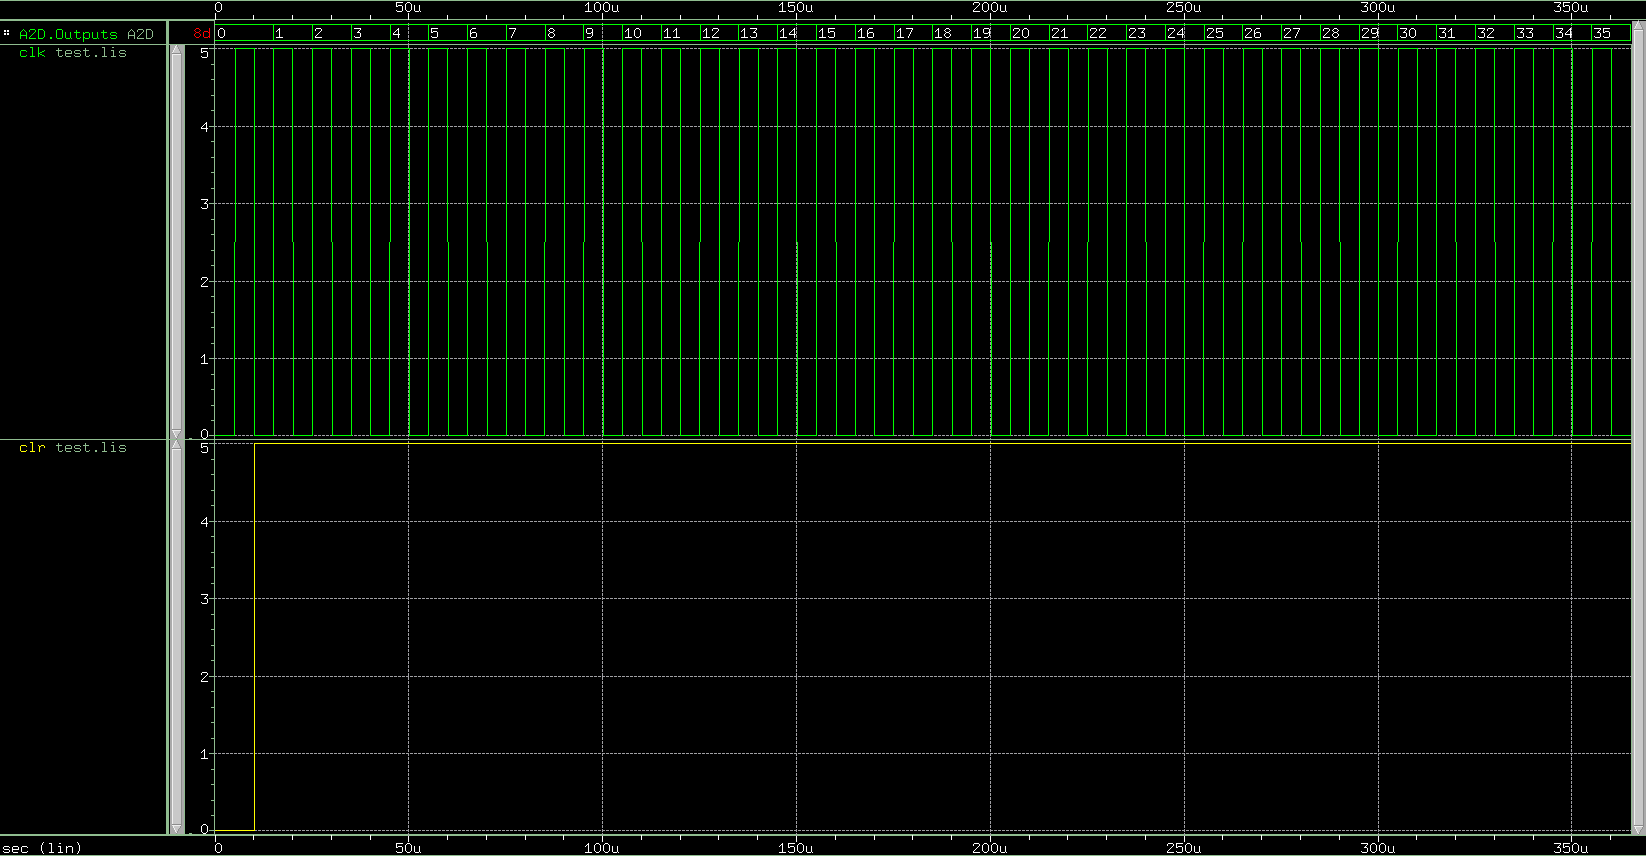 0 50u 100u 150u 200u 250u 300u 350u
A2D.Outputs A2D 8d 0 1 2 3 4 5 6 7 8 9 10 11 12 13 14 15 16 17 18 19 20 21 22 23 24 25 26 27 28 29 30 31 32 33 34 35
clk test.lis 5
4
3
2
1
0
clr test.lis 5
4
3
2
1
0
sec (lin) 0 50u 100u 150u 200u 250u 300u 350u